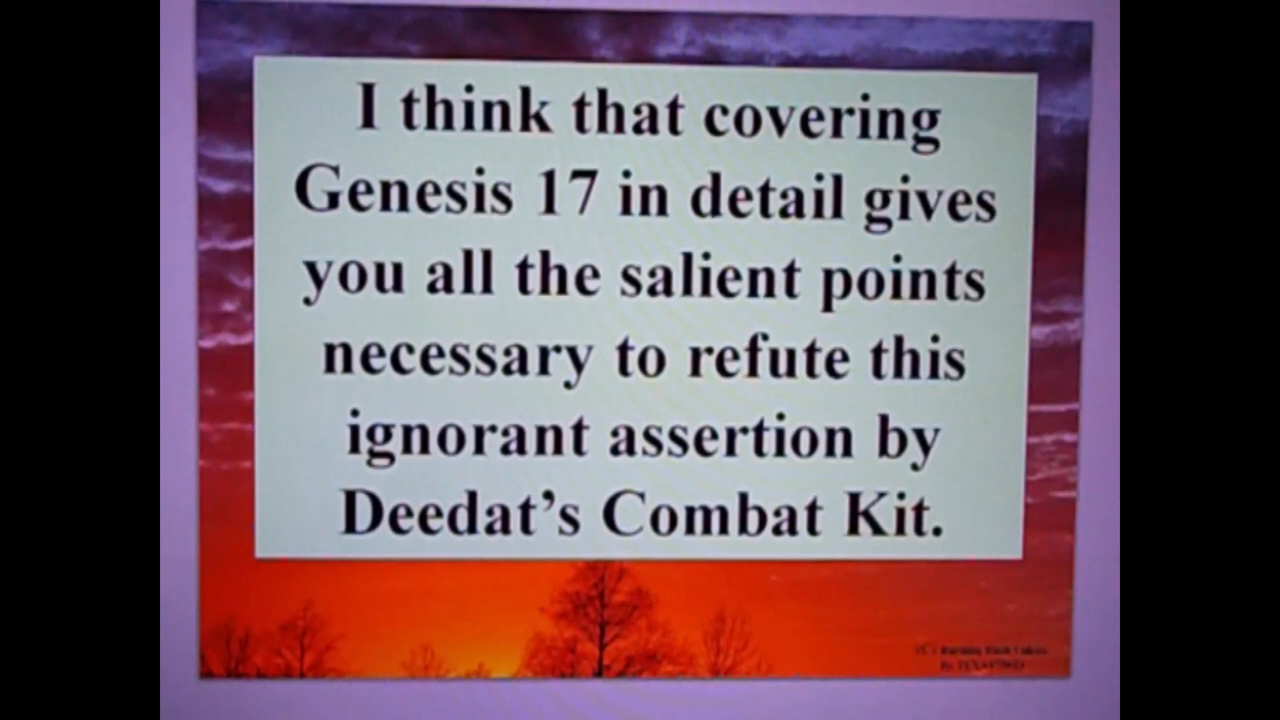 I think that covering
Genesis 17 in detail gives
you all the salient points
necessary to refute this
ignorant assertion by
Deedat’s Combat Kit.